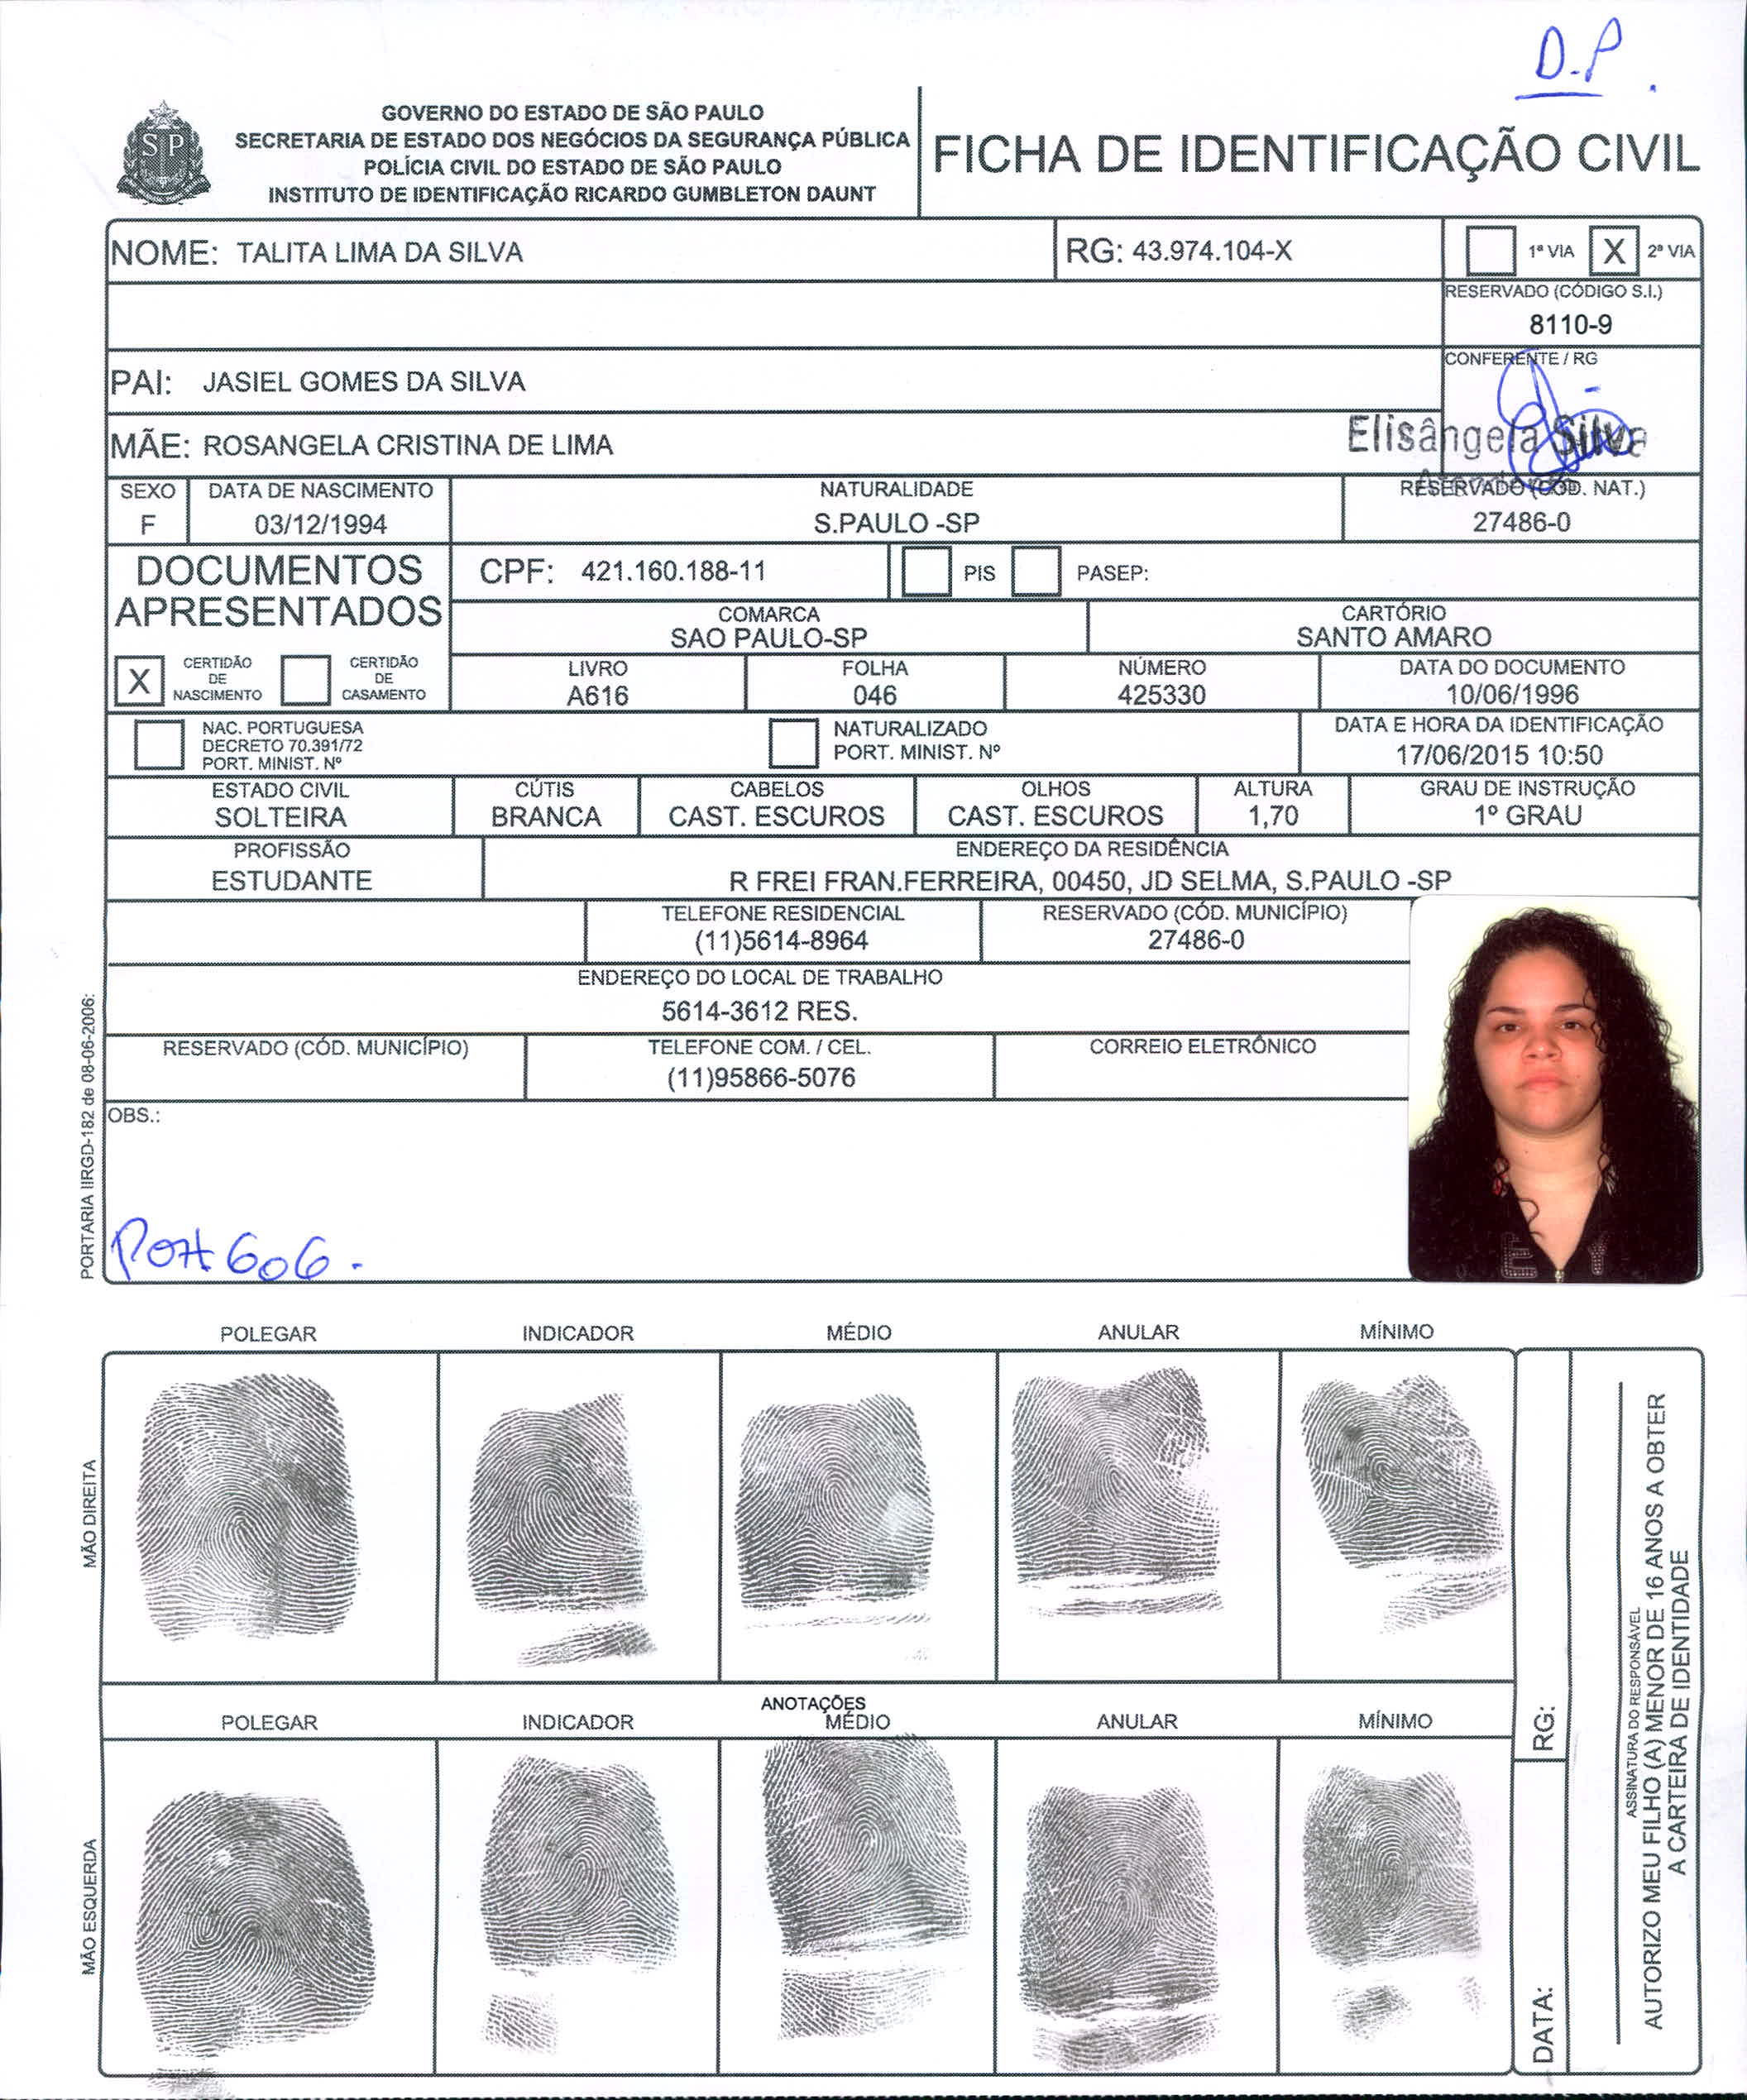 D.P.
GOVERNO DO ESTADO DE SÃO PAULO
SECRETARIA DE ESTADO DOS NEGÓCIOS DA SEGURANÇA PÚBLICA
POLÍCIA CIVIL DO ESTADO DE SÃO PAULO
INSTITUTO DE IDENTIFICAÇÃO RICARDO GUMBLETON DAUNT
SP
FICHA DE IDENTIFICAÇÃO CIVIL
NOME: TALITA LIMA DA SILVA
RG: 43.974.104-X
1ª VIA X 2ª VIA
RESERVADO (CÓDIGO S.I.)
8110-9
PAI: JASIEL GOMES DA SILVA
CONFERENTE / RG
MÃE: ROSANGELA CRISTINA DE LIMA
Elisângela Silva
SEXO DATA DE NASCIMENTO NATURALIDADE RESERVADO (COD. NAT.)
F 03/12/1994 S.PAULO -SP 27486-0
DOCUMENTOS
APRESENTADOS
CPF: 421.160.188-11 PIS PASEP:
COMARCA CARTÓRIO
SAO PAULO-SP SANTO AMARO
X CERTIDÃO DE NASCIMENTO CERTIDÃO DE CASAMENTO
LIVRO FOLHA NÚMERO DATA DO DOCUMENTO
A616 046 425330 10/06/1996
NAC. PORTUGUESA
DECRETO 70.391/72
PORT. MINIST. Nº
NATURALIZADO
PORT. MINIST. Nº
DATA E HORA DA IDENTIFICAÇÃO
17/06/2015 10:50
ESTADO CIVIL CÚTIS CABELOS OLHOS ALTURA GRAU DE INSTRUÇÃO
SOLTEIRA BRANCA CAST. ESCUROS CAST. ESCUROS 1,70 1º GRAU
PROFISSÃO ENDEREÇO DA RESIDÊNCIA
ESTUDANTE R FREI FRAN.FERREIRA, 00450, JD SELMA, S.PAULO -SP
TELEFONE RESIDENCIAL RESERVADO (CÓD. MUNICÍPIO)
(11)5614-8964 27486-0
ENDEREÇO DO LOCAL DE TRABALHO
5614-3612 RES.
RESERVADO (CÓD. MUNICÍPIO) TELEFONE COM. / CEL. CORREIO ELETRÔNICO
(11)95866-5076
OBS.:
606.
PORTARIA IIRGD-182 de 08-06-2006:
POLEGAR INDICADOR MÉDIO ANULAR MÍNIMO
MÃO DIREITA
ANOTAÇÕES
POLEGAR INDICADOR MÉDIO ANULAR MÍNIMO
MÃO ESQUERDA
RG:
DATA:
ASSINATURA DO RESPONSÁVEL
AUTORIZO MEU FILHO (A) MENOR DE 16 ANOS A OBTER
A CARTEIRA DE IDENTIDADE